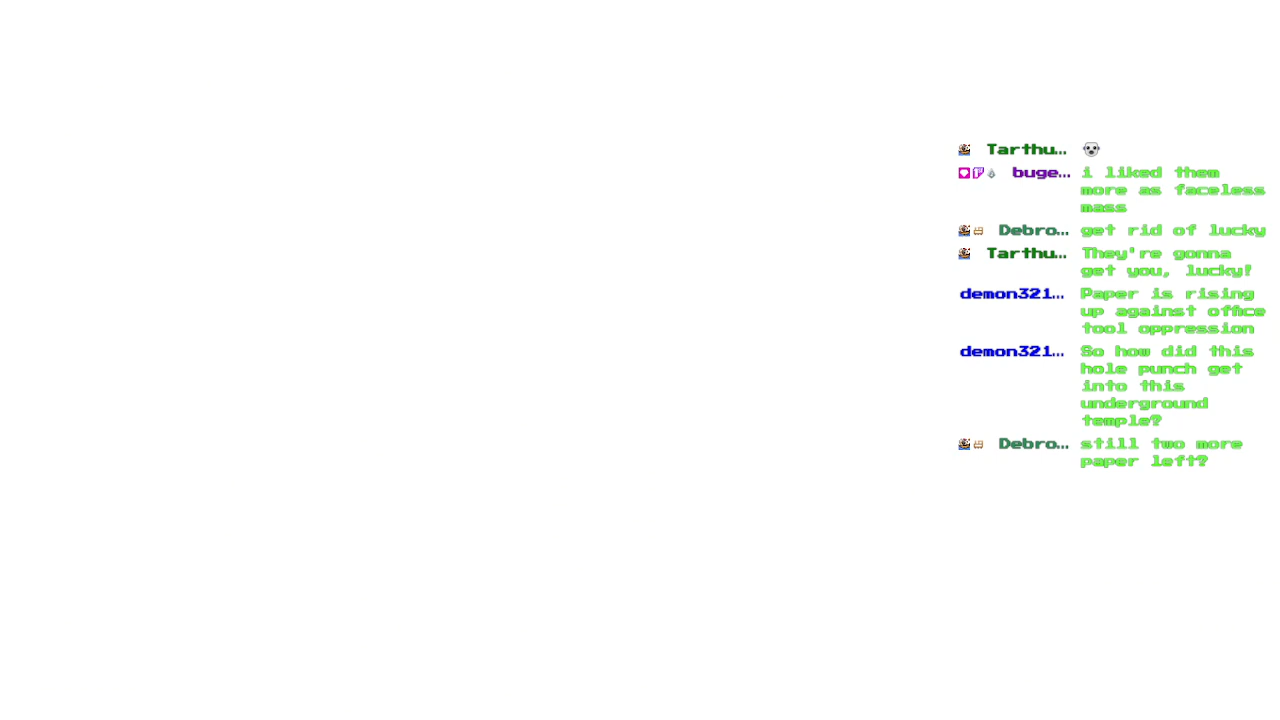 Tarthu...
buge... i liked them
more as faceless
mass
Debro... get rid of lucky
Tarthu... They're gonna
get you, lucky!
demon321... Paper is rising
up against office
tool oppression
demon321... So how did this
hole punch get
into this
underground
temple?
Debro... still two more
paper left?